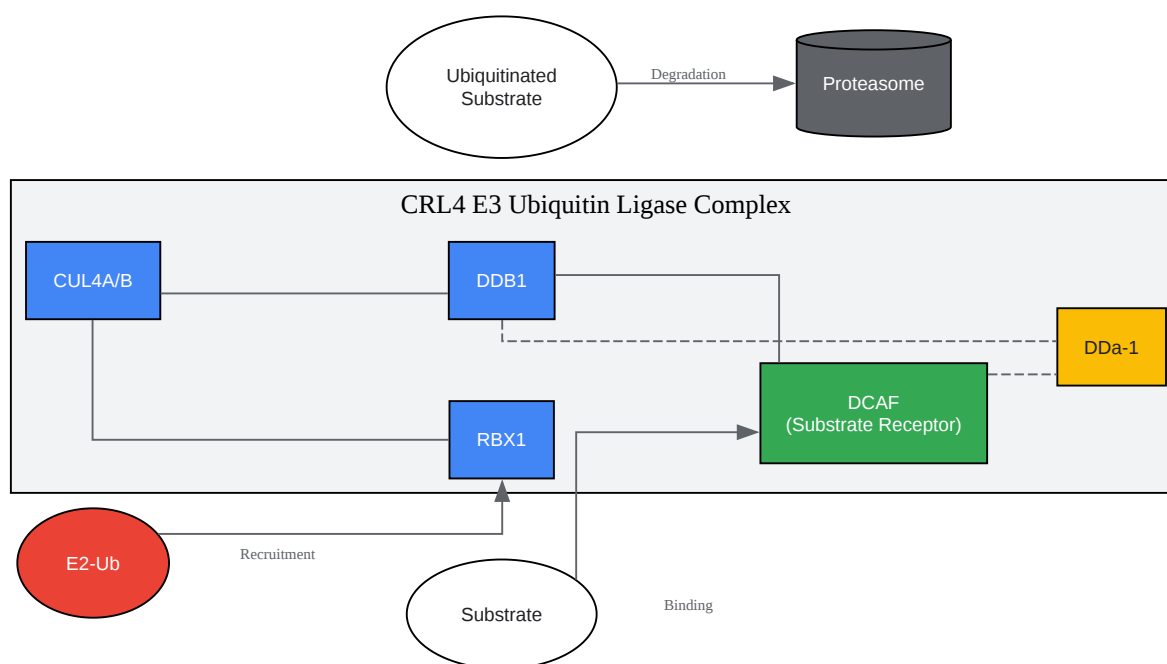 Ubiquitinated
Substrate
Degradation
Proteasome
CRL4 E3 Ubiquitin Ligase Complex
CUL4A/B
DDB1
DDa-1
DCAF
(Substrate Receptor)
RBX1
E2-Ub
Recruitment
Substrate
Binding